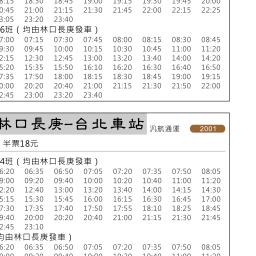 18:15 18:30 18:45 19:00 19:15 19:30 19:45 20:00
20:45 21:00 21:15 21:30 21:45 22:00 22:15 22:25
23:05 23:20 23:40
6班(均由林口長庚發車)
7:00 07:15 07:30 07:45 08:00 08:15 08:30 08:45
9:30 09:45 10:00 10:15 10:30 10:45 11:00 11:20
2:15 12:30 12:45 13:00 13:20 13:40 14:00 14:20
5:20 15:35 15:50 16:10 16:20 16:30 16:40 16:50
7:35 17:50 18:00 18:15 18:30 18:45 19:00 19:15
0:00 20:20 20:40 21:00 21:15 21:30 21:50 22:00
2:45 23:00 23:20 23:40
林口長庚-台北車站
汎航通運 2001
半票18元
4班(均由林口長庚發車)
6:20 06:35 06:50 07:05 07:20 07:35 07:50 08:05
9:00 09:20 09:40 10:00 10:20 10:40 11:00 11:20
2:20 12:40 13:00 13:20 13:40 14:00 14:15 14:30
5:15 15:30 15:45 16:00 16:15 16:30 16:45 17:00
7:30 17:35 17:40 17:50 17:55 18:10 18:25 18:45
9:40 20:00 20:20 20:40 21:00 21:15 21:30 21:45
2:45 23:10
均由林口長庚發車)
6:20 06:35 06:50 07:05 07:05 07:20 07:35 07:50 08:05